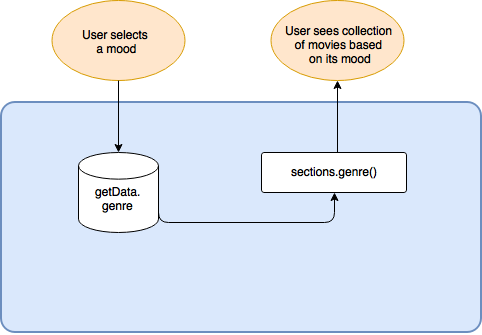 User selects
a mood
User sees collection
of movies based
on its mood
getData.
genre
sections.genre()